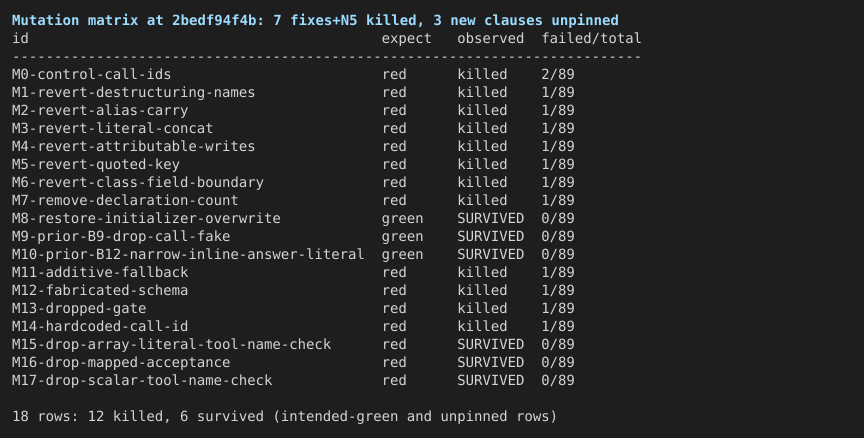 Mutation matrix at 2bedf94f4b: 7 fixes+N5 killed, 3 new clauses unpinned
id expect observed failed/total
----------------------------------------------------------------------------
M0-control-call-ids red killed 2/89
M1-revert-destructuring-names red killed 1/89
M2-revert-alias-carry red killed 1/89
M3-revert-literal-concat red killed 1/89
M4-revert-attributable-writes red killed 1/89
M5-revert-quoted-key red killed 1/89
M6-revert-class-field-boundary red killed 1/89
M7-remove-declaration-count red killed 1/89
M8-restore-initializer-overwrite green SURVIVED 0/89
M9-prior-B9-drop-call-fake green SURVIVED 0/89
M10-prior-B12-narrow-inline-answer-literal green SURVIVED 0/89
M11-additive-fallback red killed 1/89
M12-fabricated-schema red killed 1/89
M13-dropped-gate red killed 1/89
M14-hardcoded-call-id red killed 1/89
M15-drop-array-literal-tool-name-check red SURVIVED 0/89
M16-drop-mapped-acceptance red SURVIVED 0/89
M17-drop-scalar-tool-name-check red SURVIVED 0/89
18 rows: 12 killed, 6 survived (intended-green and unpinned rows)